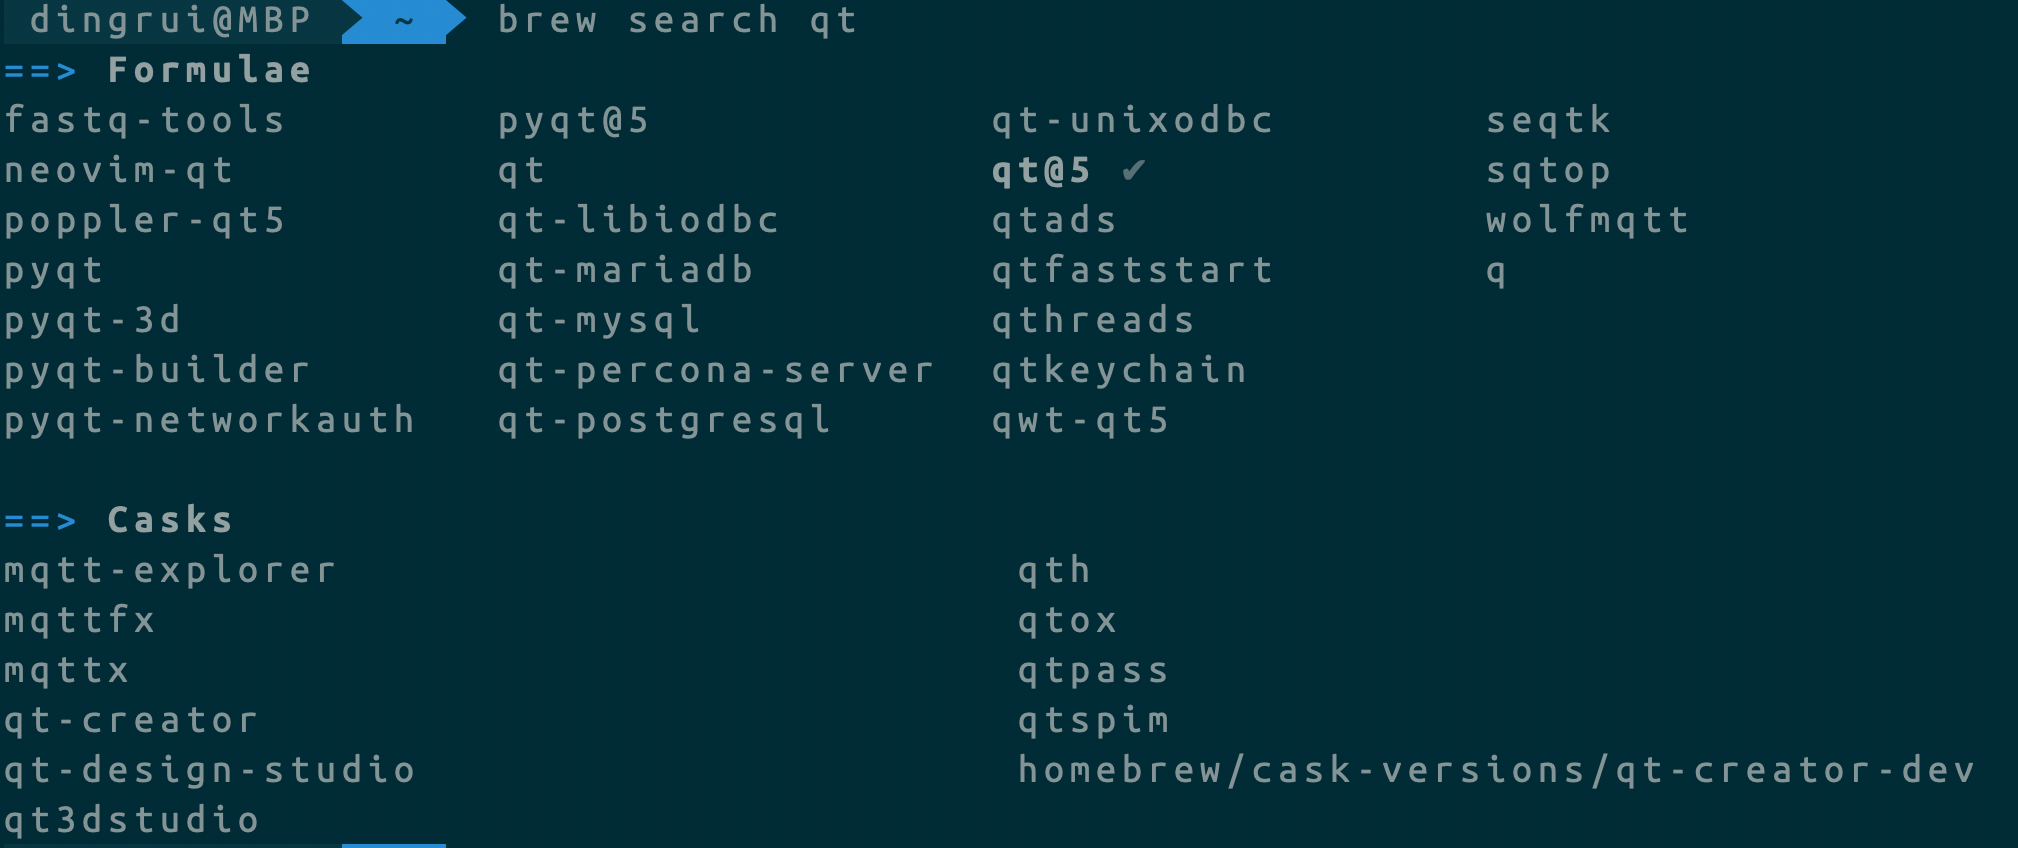 dingrui@MBP ~ brew search qt
==> Formulae
fastq-tools pyqt@5 qt-unixodbc seqtk
neovim-qt qt qt@5 ✔ sqtop
poppler-qt5 qt-libiodbc qtads wolfmqtt
pyqt qt-mariadb qtfaststart q
pyqt-3d qt-mysql qthreads
pyqt-builder qt-percona-server qtkeychain
pyqt-networkauth qt-postgresql qwt-qt5
==> Casks
mqtt-explorer qth
mqttfx qtox
mqttx qtpass
qt-creator qtspim
qt-design-studio homebrew/cask-versions/qt-creator-dev
qt3dstudio